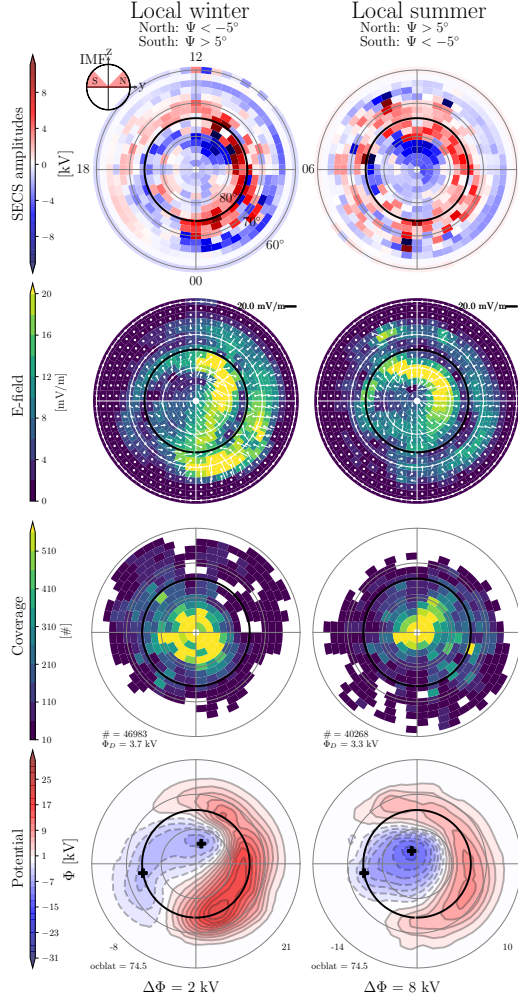 Local winter
North: Ψ < −5°
South: Ψ > 5°
Local summer
North: Ψ > 5°
South: Ψ < −5°
IMF
z
y
S
N
12
18
06
00
80°
70°
60°
SECS amplitudes
[kV]
8
4
0
−4
−8
E-field
[mV/m]
20
16
12
8
4
0
20.0 mV/m
20.0 mV/m
Coverage
[#]
510
410
310
210
110
10
# = 46983
Φ_D = 3.7 kV
# = 40268
Φ_D = 3.3 kV
Potential
Φ [kV]
25
17
9
1
−7
−15
−23
−31
-8
21
ocblat = 74.5
ΔΦ = 2 kV
-14
10
ocblat = 74.5
ΔΦ = 8 kV